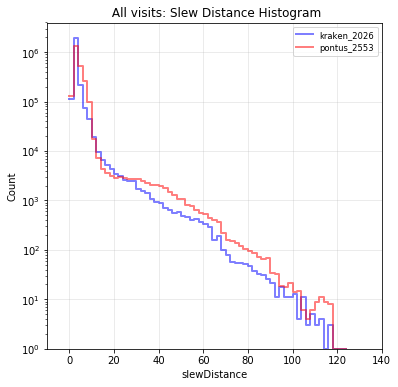 All visits: Slew Distance Histogram
kraken_2026
pontus_2553
Count
10^6
10^5
10^4
10^3
10^2
10^1
10^0
0 20 40 60 80 100 120 140
slewDistance